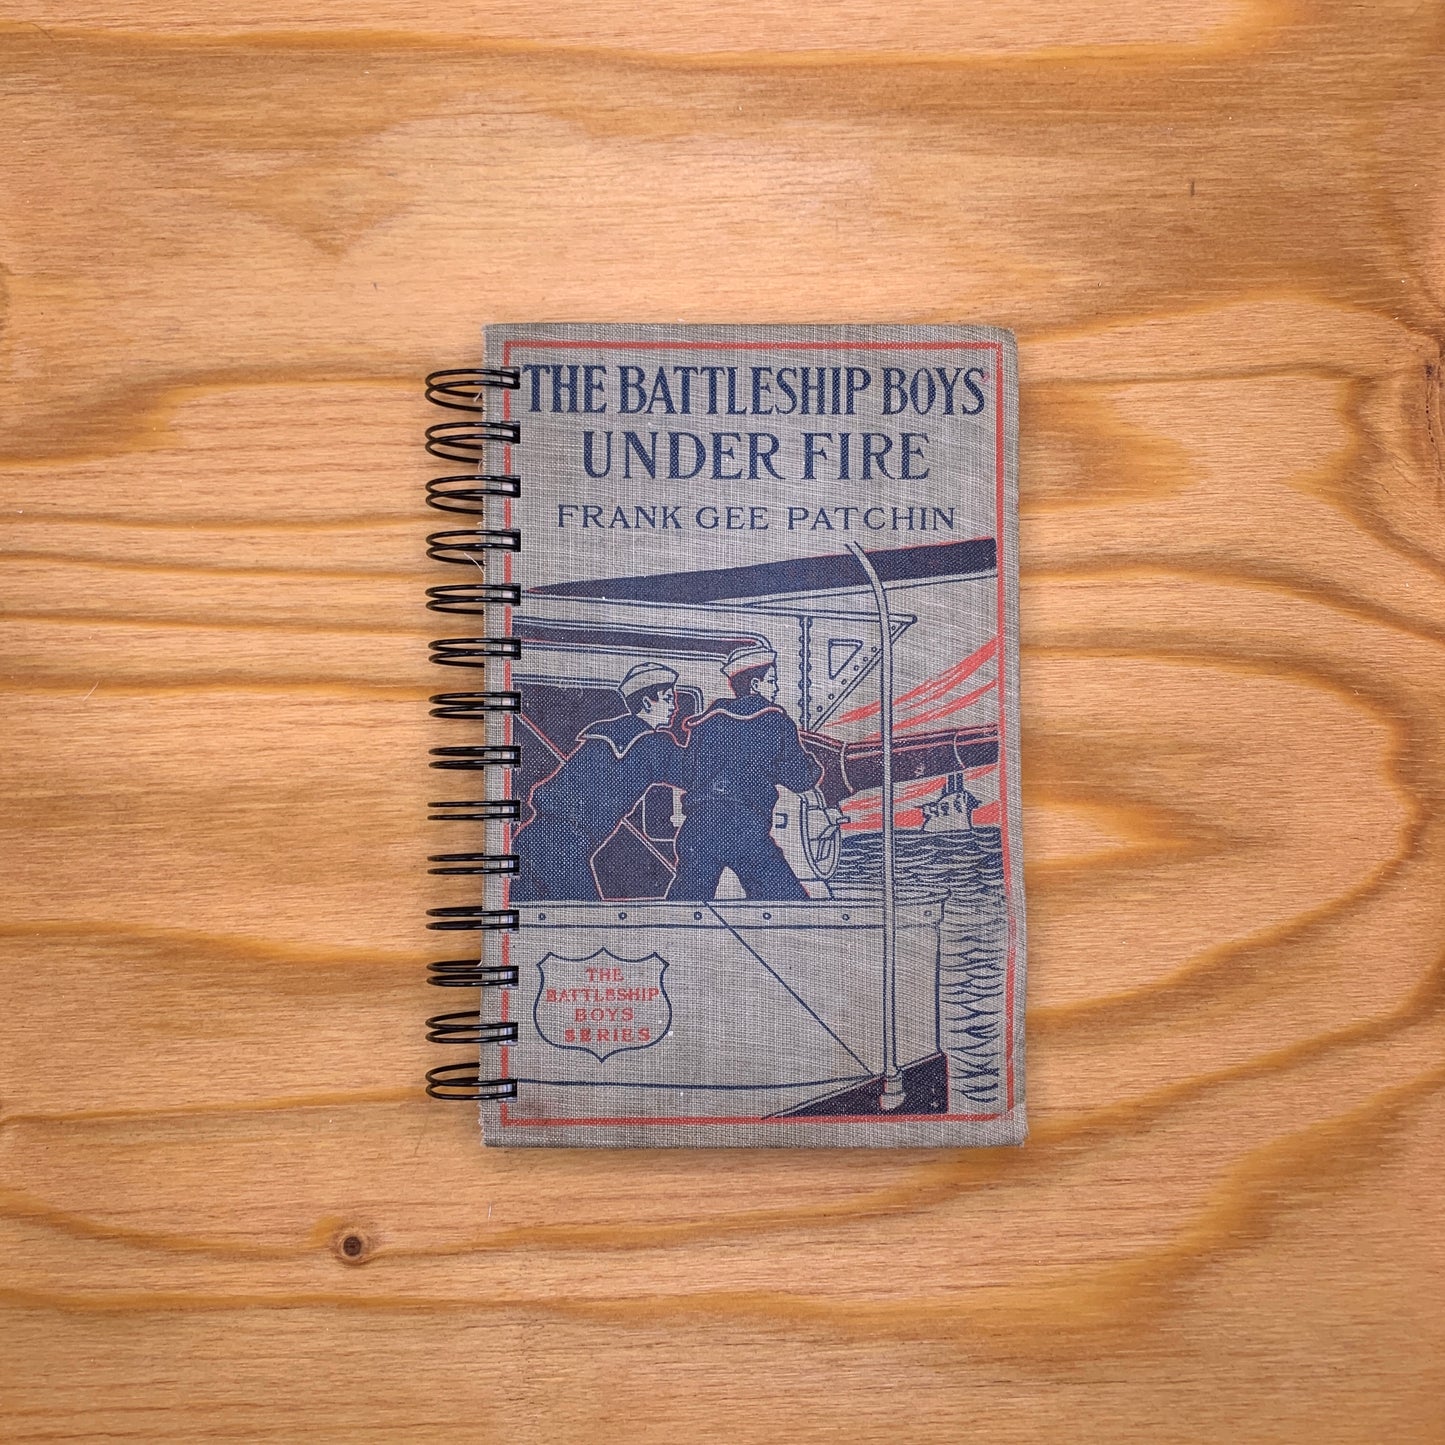 THE BATTLESHIP BOYS
UNDER FIRE
FRANK GEE PATCHIN
THE
BATTLESHIP
BOYS
SERIES